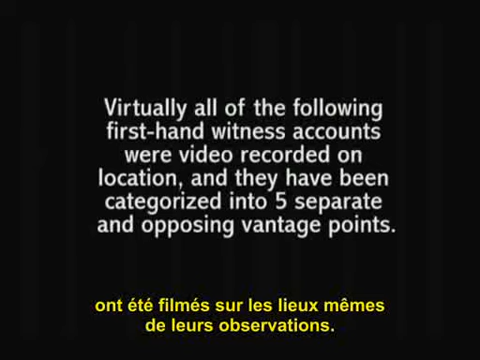 Virtually all of the following
first-hand witness accounts
were video recorded on
location, and they have been
categorized into 5 separate
and opposing vantage points.
ont été filmés sur les lieux mêmes
de leurs observations.